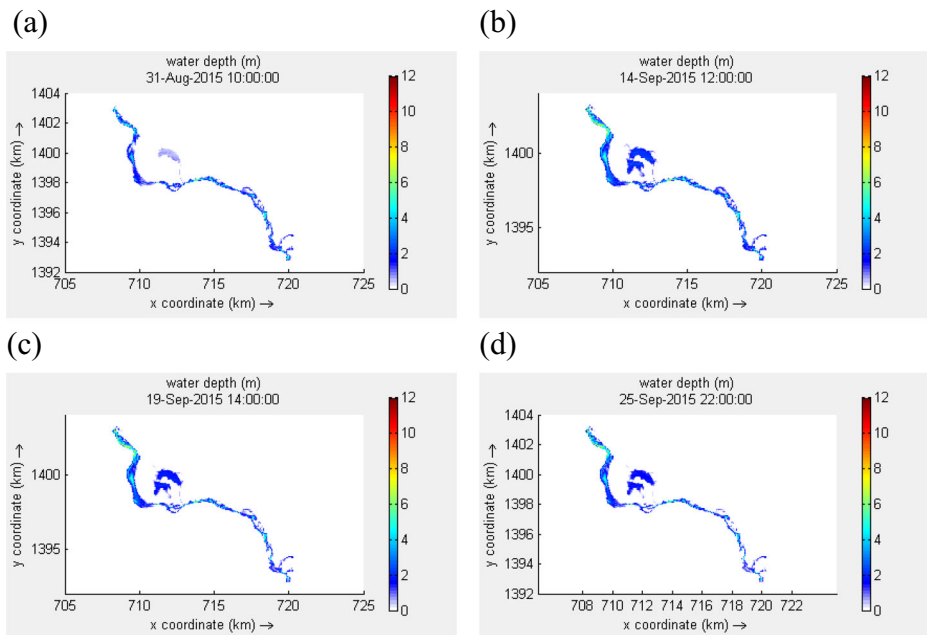 (a)
water depth (m)
31-Aug-2015 10:00:00
1404
1402
1400
1398
1396
1394
1392
y coordinate (km) →
705 710 715 720 725
x coordinate (km) →
12
10
8
6
4
2
0
(b)
water depth (m)
14-Sep-2015 12:00:00
1400
1395
y coordinate (km) →
705 710 715 720 725
x coordinate (km) →
12
10
8
6
4
2
0
(c)
water depth (m)
19-Sep-2015 14:00:00
1400
1395
y coordinate (km) →
705 710 715 720 725
x coordinate (km) →
12
10
8
6
4
2
0
(d)
water depth (m)
25-Sep-2015 22:00:00
1404
1402
1400
1398
1396
1394
1392
y coordinate (km) →
708 710 712 714 716 718 720 722
x coordinate (km) →
12
10
8
6
4
2
0